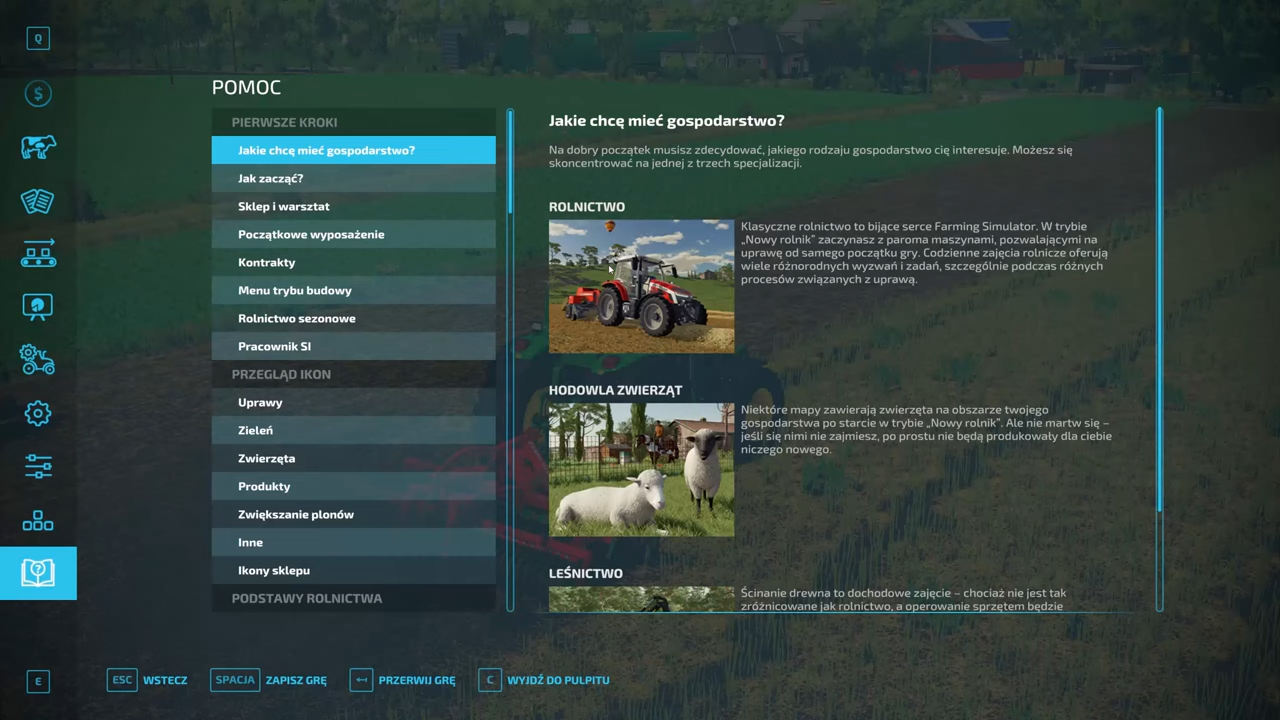 Q
$
POMOC
PIERWSZE KROKI
Jakie chcę mieć gospodarstwo?
Jak zacząć?
Sklep i warsztat
Początkowe wyposażenie
Kontrakty
Menu trybu budowy
Rolnictwo sezonowe
Pracownik SI
PRZEGLĄD IKON
Uprawy
Zieleń
Zwierzęta
Produkty
Zwiększanie plonów
Inne
Ikony sklepu
PODSTAWY ROLNICTWA
Jakie chcę mieć gospodarstwo?
Na dobry początek musisz zdecydować, jakiego rodzaju gospodarstwo cię interesuje. Możesz się
skoncentrować na jednej z trzech specjalizacji.
ROLNICTWO
Klasyczne rolnictwo to bijące serce Farming Simulator. W trybie
„Nowy rolnik” zaczynasz z paroma maszynami, pozwalającymi na
uprawę od samego początku gry. Codzienne zajęcia rolnicze oferują
wiele różnorodnych wyzwań i zadań, szczególnie podczas różnych
procesów związanych z uprawą.
HODOWLA ZWIERZĄT
Niektóre mapy zawierają zwierzęta na obszarze twojego
gospodarstwa po starcie w trybie „Nowy rolnik”. Ale nie martw się –
jeśli się nimi nie zajmiesz, po prostu nie będą produkowały dla ciebie
niczego nowego.
LEŚNICTWO
Ścinanie drewna to dochodowe zajęcie – chociaż nie jest tak
zróżnicowane jak rolnictwo, a operowanie sprzętem będzie
E
ESC WSTECZ SPACJA ZAPISZ GRĘ ↤ PRZERWIJ GRĘ C WYJDŹ DO PULPITU